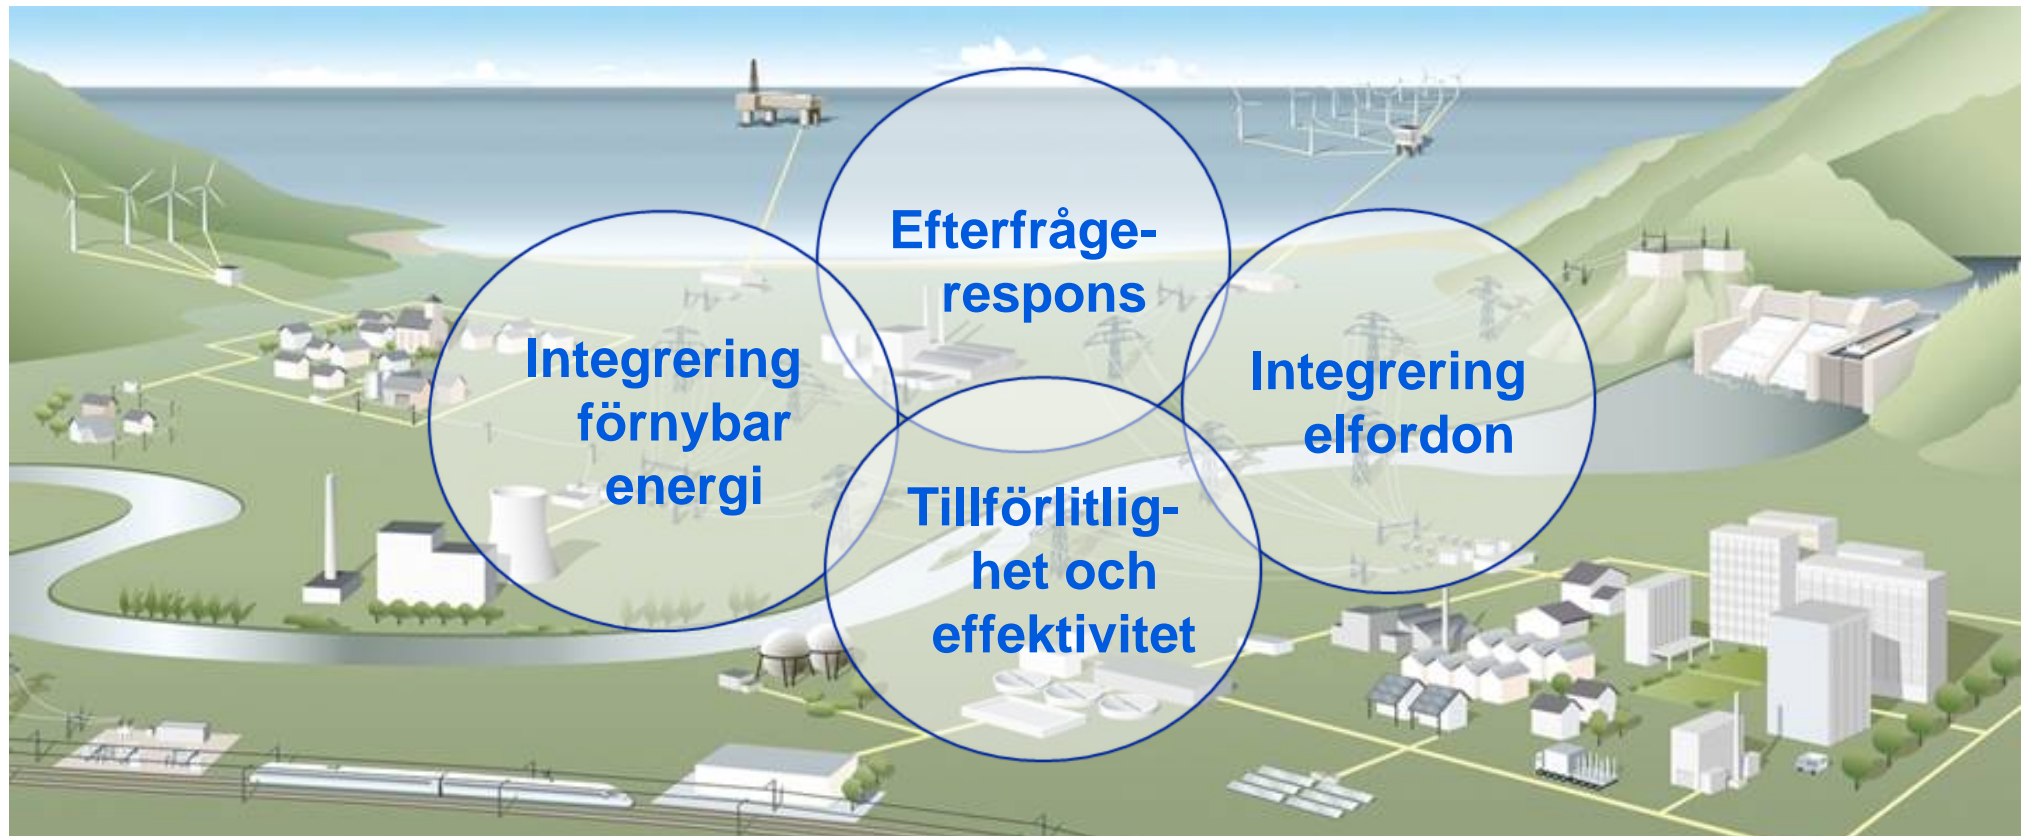 Efterfråge-
respons
Integrering
förnybar
energi
Integrering
elfordon
Tillförlitlig-
het och
effektivitet